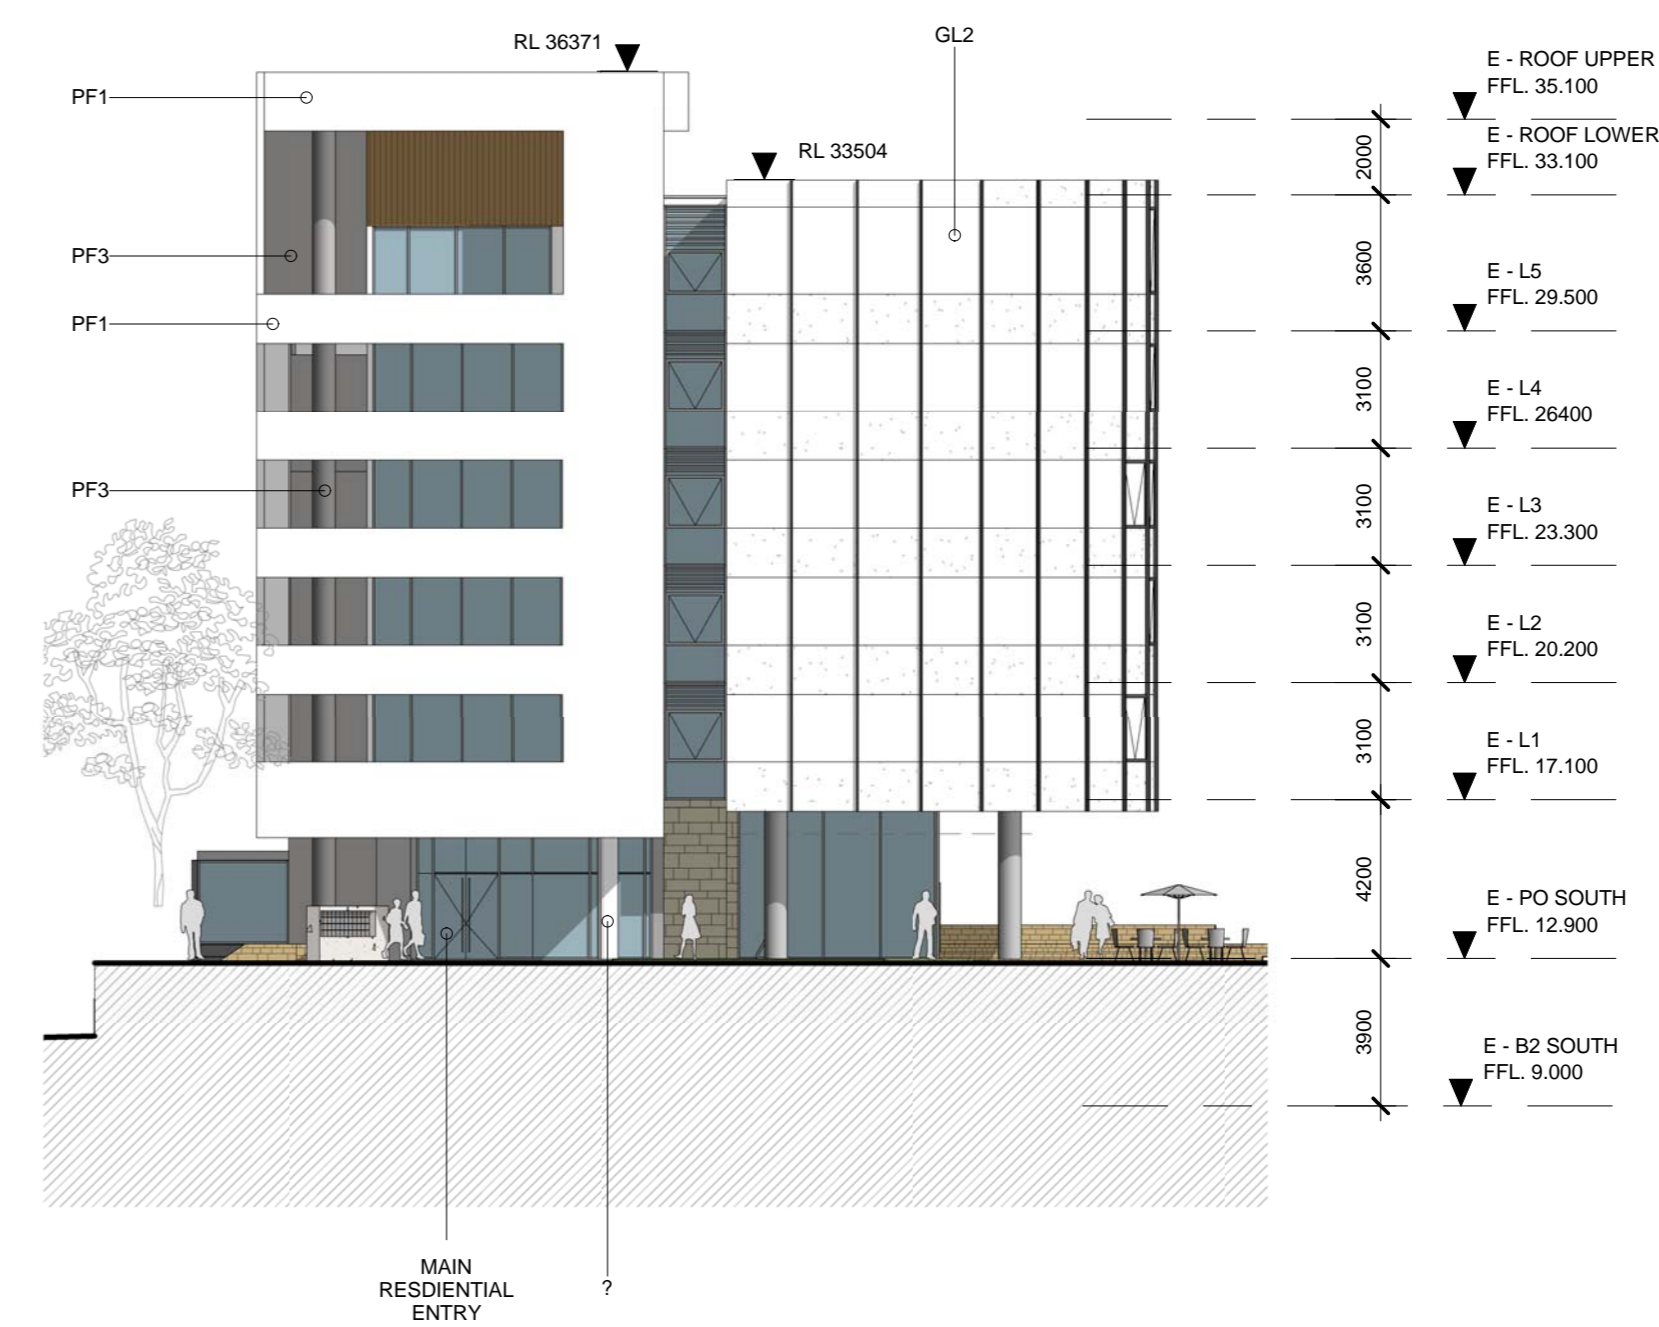 RL 36371
GL2
PF1
RL 33504
PF3
PF1
PF3
E - ROOF UPPER
FFL. 35.100
2000
E - ROOF LOWER
FFL. 33.100
3600
E - L5
FFL. 29.500
3100
E - L4
FFL. 26400
3100
E - L3
FFL. 23.300
3100
E - L2
FFL. 20.200
3100
E - L1
FFL. 17.100
4200
E - PO SOUTH
FFL. 12.900
3900
E - B2 SOUTH
FFL. 9.000
MAIN
RESDIENTIAL
ENTRY
?